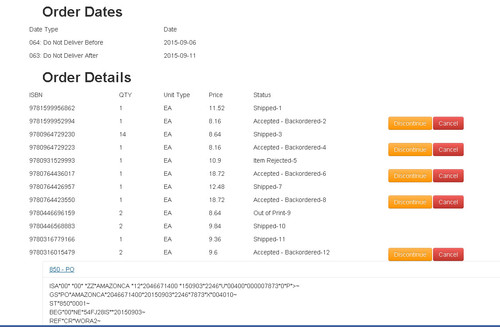 Order Dates
Date Type Date
064: Do Not Deliver Before 2015-09-06
063: Do Not Deliver After 2015-09-11
Order Details
ISBN QTY Unit Type Price Status
9781599956862 1 EA 11.52 Shipped-1
9781599952994 1 EA 8.16 Accepted - Backordered-2 Discontinue Cancel
9780964729230 14 EA 8.64 Shipped-3
9780964729223 1 EA 8.16 Accepted - Backordered-4 Discontinue Cancel
9780931529993 1 EA 10.9 Item Rejected-5
9780764436017 1 EA 18.72 Accepted - Backordered-6 Discontinue Cancel
9780764426957 1 EA 12.48 Shipped-7
9780764423550 1 EA 18.72 Accepted - Backordered-8 Discontinue Cancel
9780446696159 2 EA 8.64 Out of Print-9
9780446568883 2 EA 9.84 Shipped-10
9780316779166 1 EA 9.36 Shipped-11
9780316015479 2 EA 9.6 Accepted - Backordered-12 Discontinue Cancel
850 - PO
ISA*00* *00* *ZZ*AMAZONCA *12*2046671400 *150903*2246*U*00400*000007873*0*P*>~
GS*PO*AMAZONCA*2046671400*20150903*2246*7873*X*004010~
ST*850*0001~
BEG*00*NE*54FJ28IS**20150903~
REF*CR*WORA2~